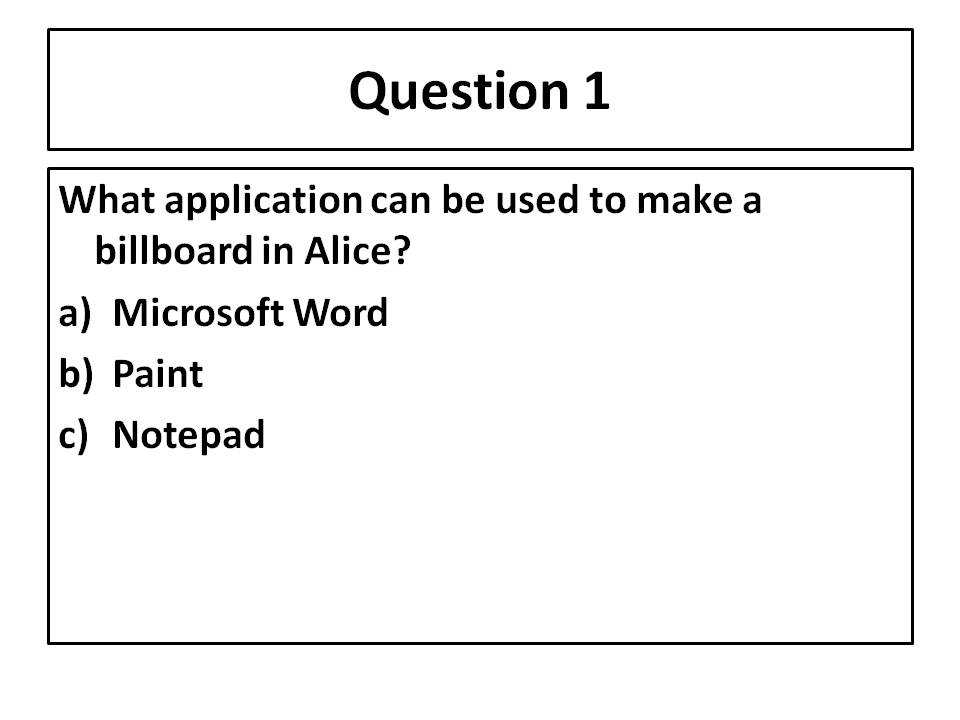 Question 1
What application can be used to make a
billboard in Alice?
a) Microsoft Word
b) Paint
c) Notepad